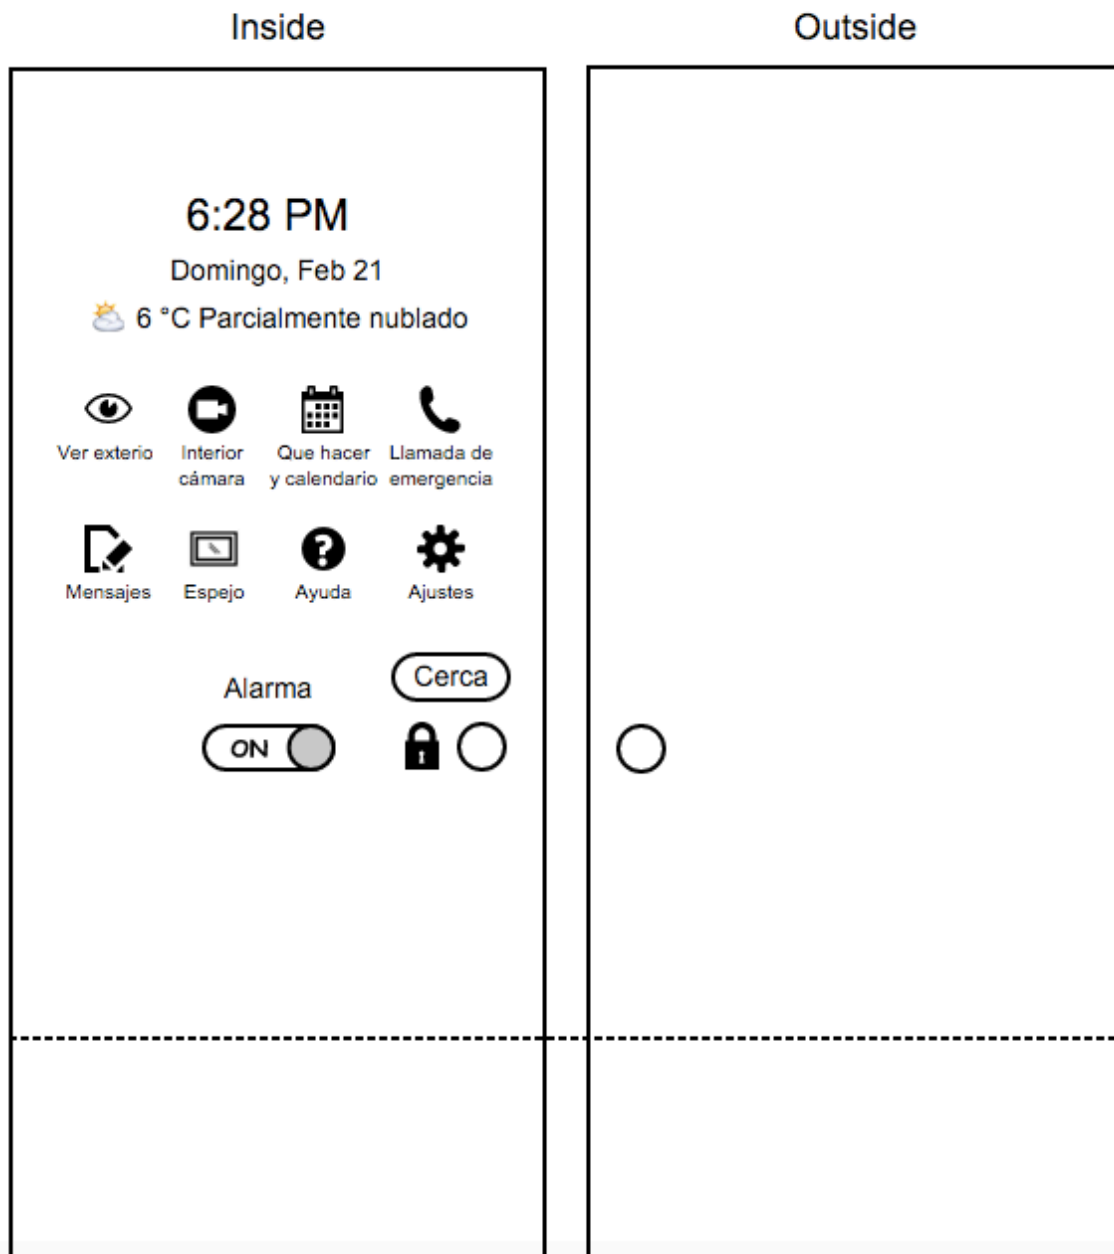 Inside
Outside
6:28 PM
Domingo, Feb 21
6 °C Parcialmente nublado
Ver exterio
Interior
cámara
Que hacer
y calendario
Llamada de
emergencia
Mensajes
Espejo
Ayuda
Ajustes
Alarma
Cerca
ON